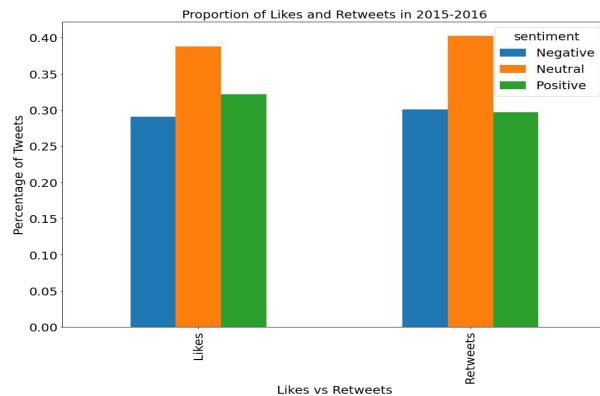 Proportion of Likes and Retweets in 2015-2016
sentiment
Negative
Neutral
Positive
Percentage of Tweets
0.40
0.35
0.30
0.25
0.20
0.15
0.10
0.05
0.00
Likes
Retweets
Likes vs Retweets